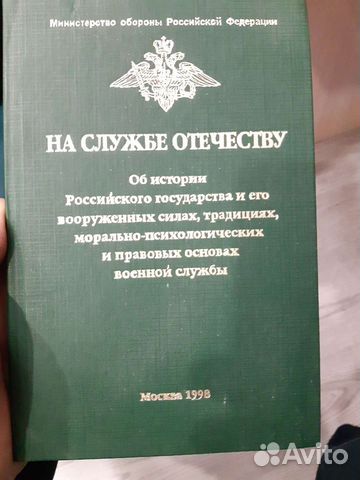 Министерство обороны Российской Федерации
НА СЛУЖБЕ ОТЕЧЕСТВУ
Об истории
Российского государства и его
вооруженных силах, традициях,
морально-психологических
и правовых основах
военной службы
Москва 1998
Avito